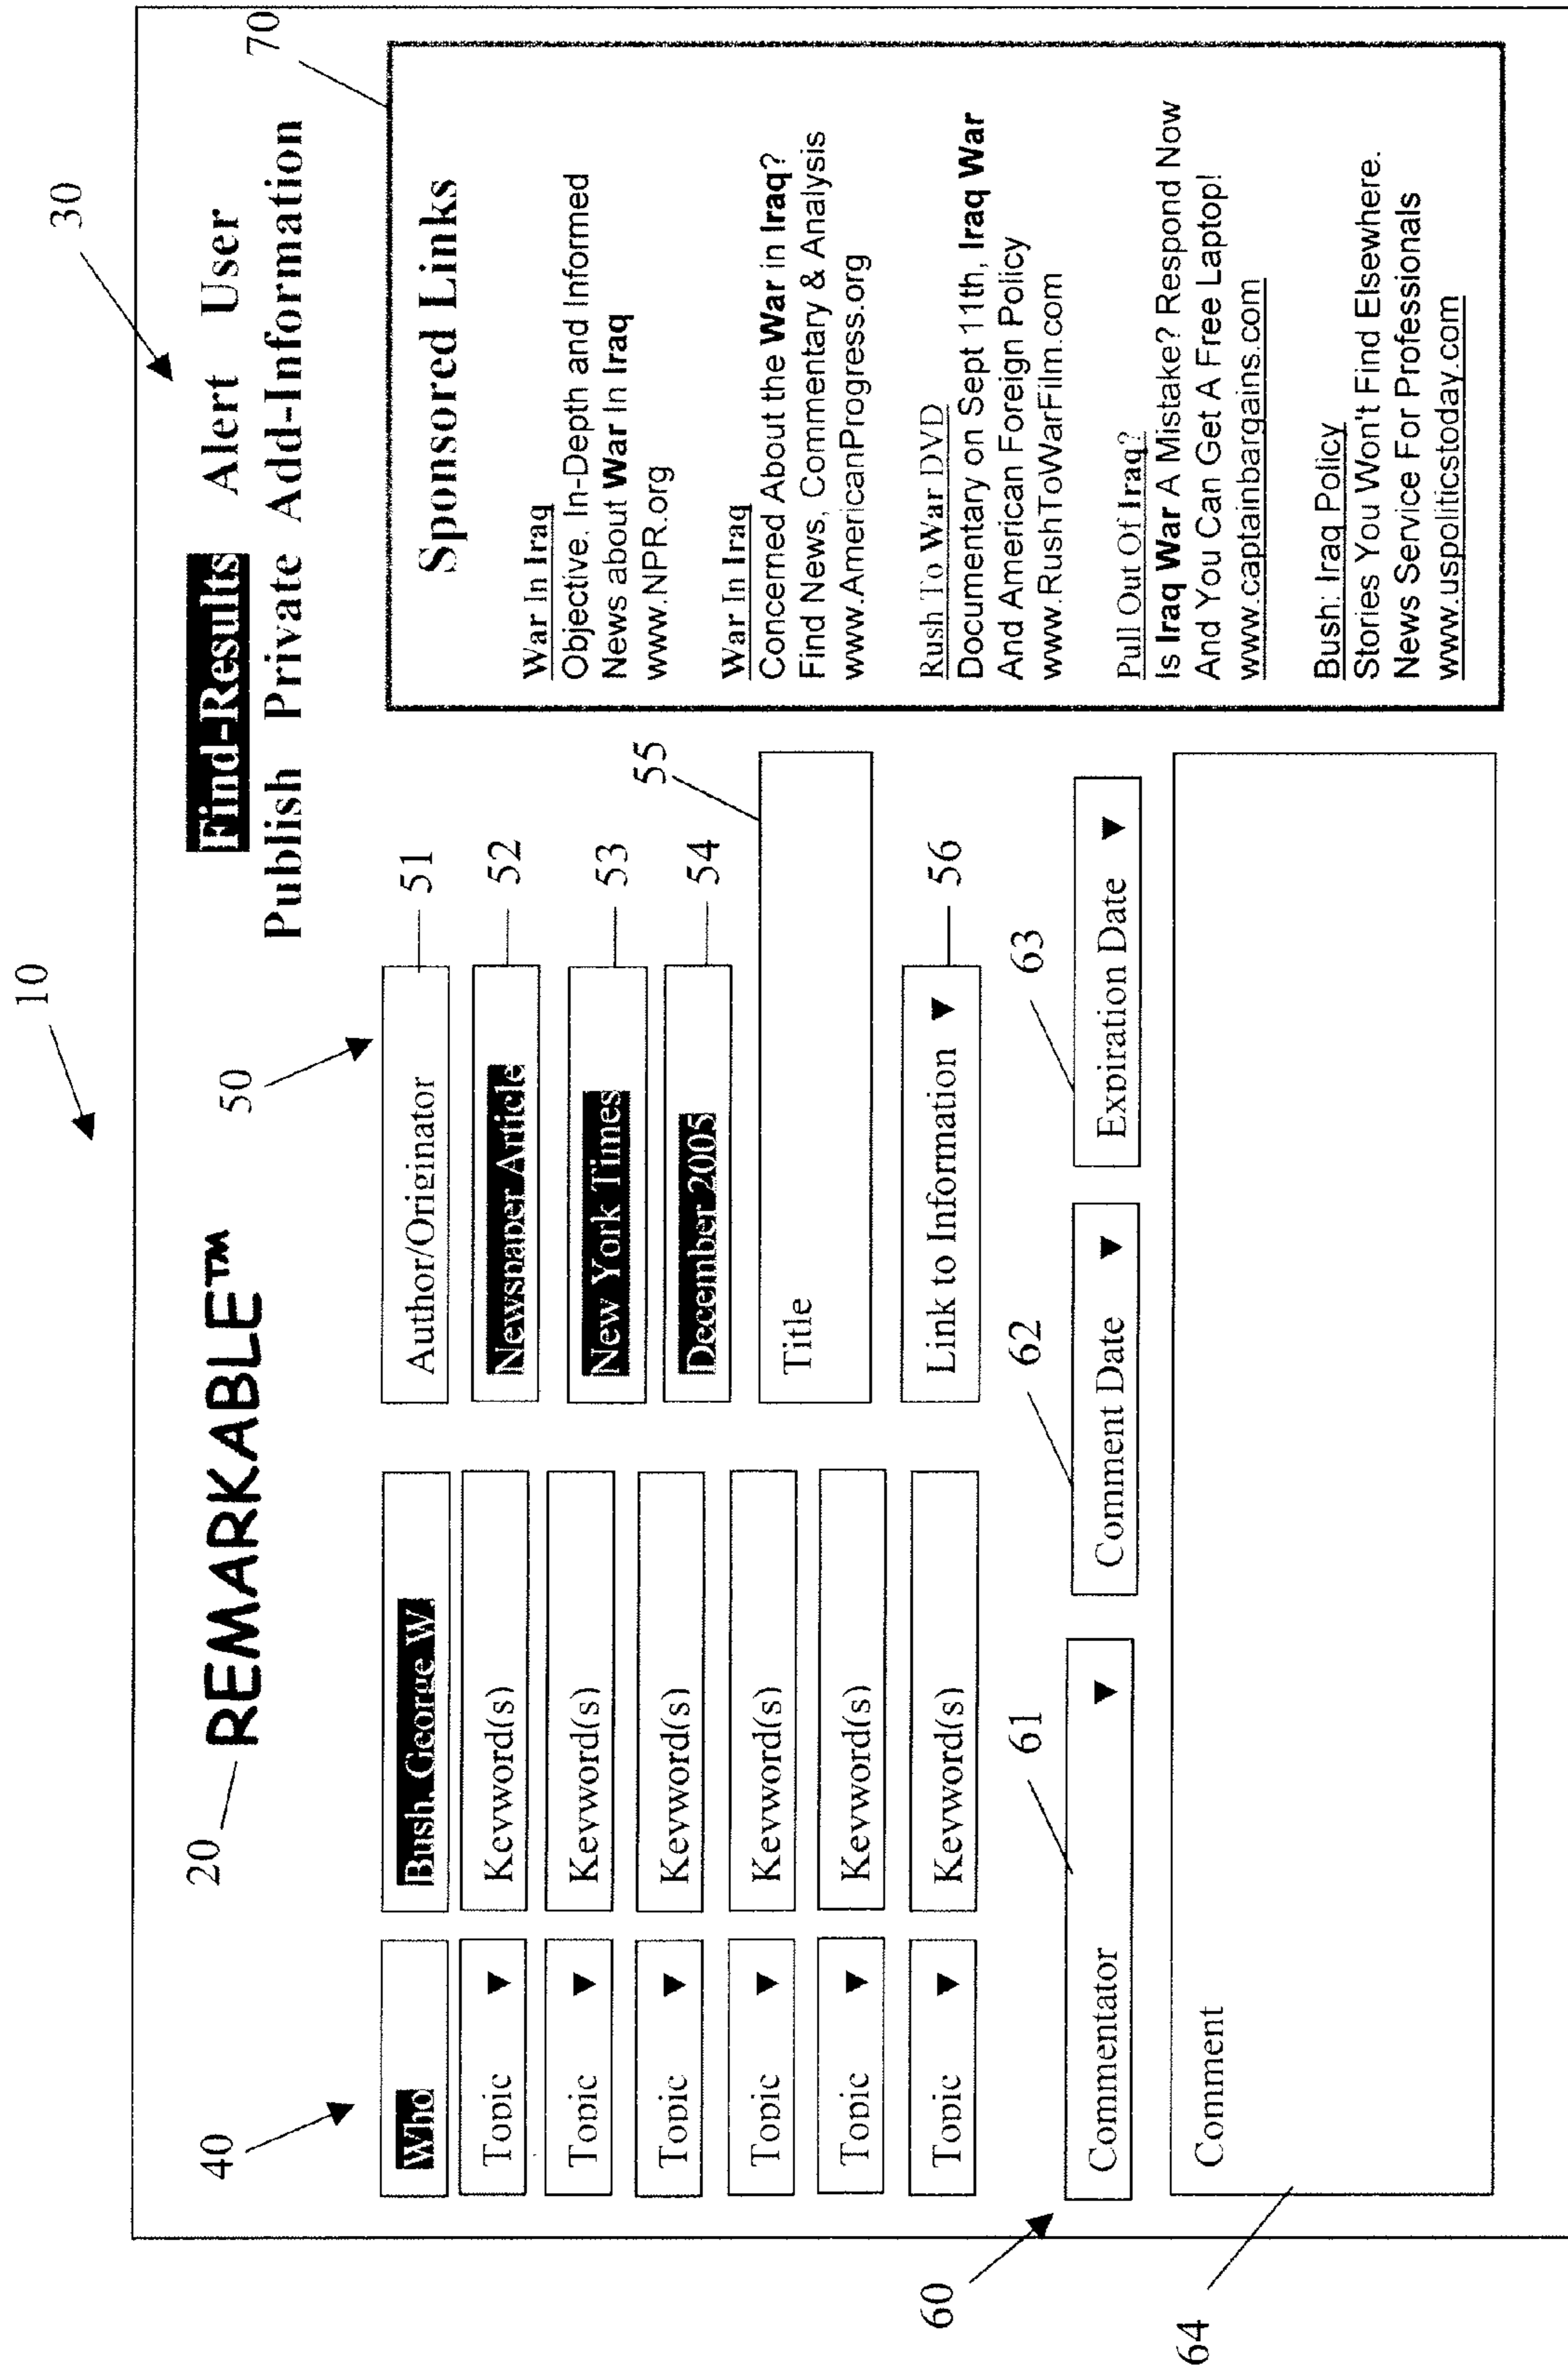 10
30
20
REMARKABLE™
Find-Results Alert User
Publish Private Add-Information
40
50
70
Who
Bush, George W.
Author/Originator
51
Topic ▼
Keyword(s)
Newspaper Article
52
Topic ▼
Keyword(s)
New York Times
53
Topic ▼
Keyword(s)
December 2005
54
Topic ▼
Keyword(s)
Title
55
Topic ▼
Keyword(s)
Topic ▼
Keyword(s)
Link to Information ▼
56
60
61
62
63
Commentator ▼
Comment Date ▼
Expiration Date ▼
Comment
64
Sponsored Links
War In Iraq
Objective. In-Depth and Informed
News about War In Iraq
www.NPR.org
War In Iraq
Concerned About the War in Iraq?
Find News, Commentary & Analysis
www.AmericanProgress.org
Rush To War DVD
Documentary on Sept 11th, Iraq War
And American Foreign Policy
www.RushToWarFilm.com
Pull Out Of Iraq?
Is Iraq War A Mistake? Respond Now
And You Can Get A Free Laptop!
www.captainbargains.com
Bush: Iraq Policy
Stories You Won't Find Elsewhere.
News Service For Professionals
www.uspoliticstoday.com